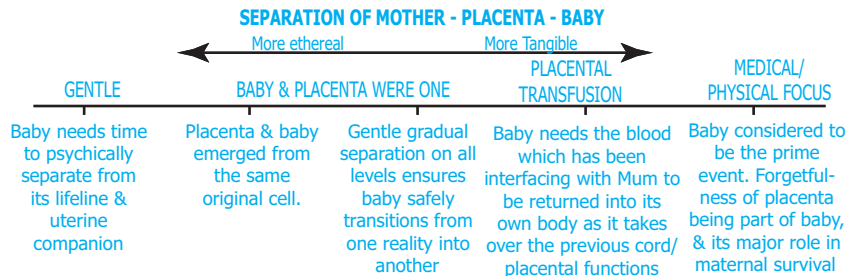 SEPARATION OF MOTHER - PLACENTA - BABY
More ethereal
More Tangible
GENTLE
BABY & PLACENTA WERE ONE
PLACENTAL
TRANSFUSION
MEDICAL/
PHYSICAL FOCUS
Baby needs time
to psychically
separate from
its lifeline &
uterine
companion
Placenta & baby
emerged from
the same
original cell.
Gentle gradual
separation on all
levels ensures
baby safely
transitions from
one reality into
another
Baby needs the blood
which has been
interfacing with Mum to
be returned into its
own body as it takes
over the previous cord/
placental functions
Baby considered to
be the prime
event. Forgetful-
ness of placenta
being part of baby,
& its major role in
maternal survival